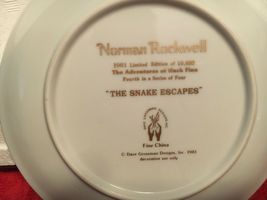 Norman Rockwell
1981 Limited Edition of 10,000
The Adventures of Huck Finn
Fourth in a Series of Four
"THE SNAKE ESCAPES"
Fine China
© Dave Grossman Designs, Inc. 1981
decorative use only